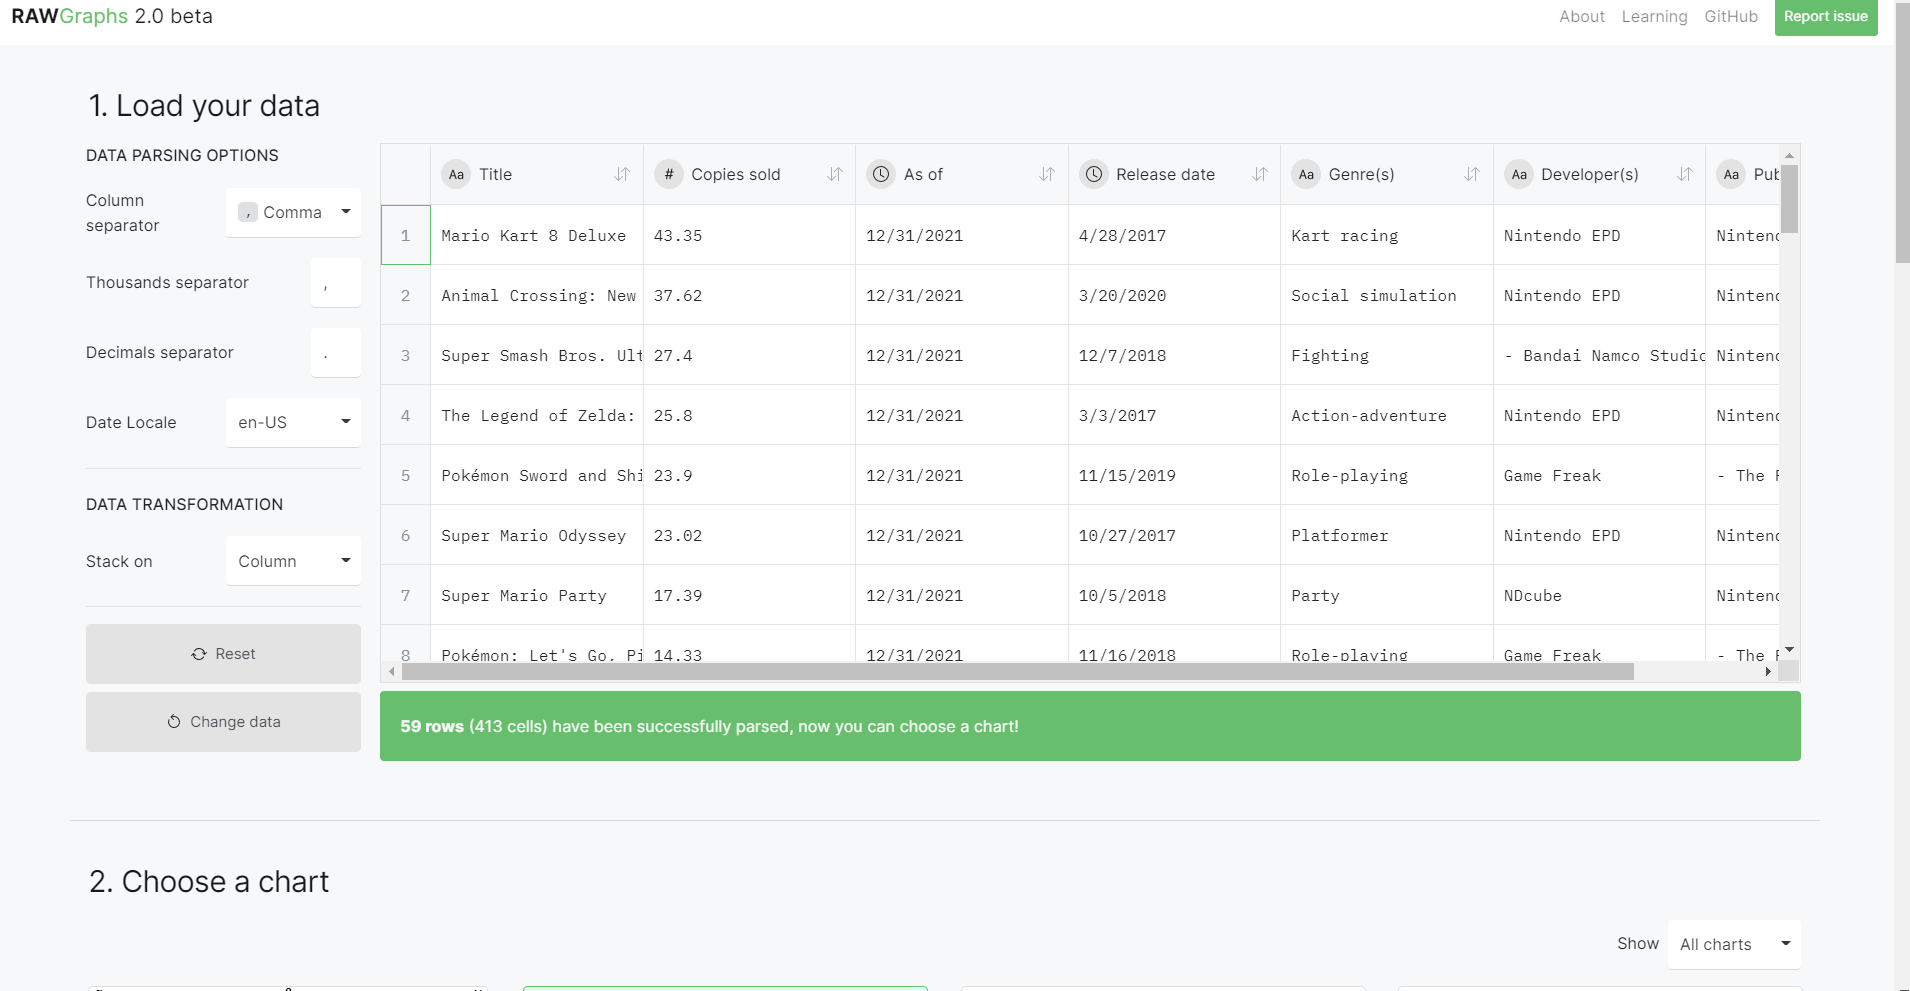 RAWGraphs 2.0 beta
About Learning GitHub Report issue
1. Load your data
DATA PARSING OPTIONS
Column separator
, Comma
Thousands separator
,
Decimals separator
.
Date Locale
en-US
DATA TRANSFORMATION
Stack on
Column
Reset
Change data
Aa Title # Copies sold As of Release date Aa Genre(s) Aa Developer(s) Aa Pub
1 Mario Kart 8 Deluxe 43.35 12/31/2021 4/28/2017 Kart racing Nintendo EPD Nintend
2 Animal Crossing: New 37.62 12/31/2021 3/20/2020 Social simulation Nintendo EPD Nintend
3 Super Smash Bros. Ult 27.4 12/31/2021 12/7/2018 Fighting - Bandai Namco Studio Nintend
4 The Legend of Zelda: 25.8 12/31/2021 3/3/2017 Action-adventure Nintendo EPD Nintend
5 Pokémon Sword and Shi 23.9 12/31/2021 11/15/2019 Role-playing Game Freak - The
6 Super Mario Odyssey 23.02 12/31/2021 10/27/2017 Platformer Nintendo EPD Nintend
7 Super Mario Party 17.39 12/31/2021 10/5/2018 Party NDcube Nintend
8 Pokémon: Let's Go, Pi 14.33 12/31/2021 11/16/2018 Role-playing Game Freak - The
59 rows (413 cells) have been successfully parsed, now you can choose a chart!
2. Choose a chart
Show All charts